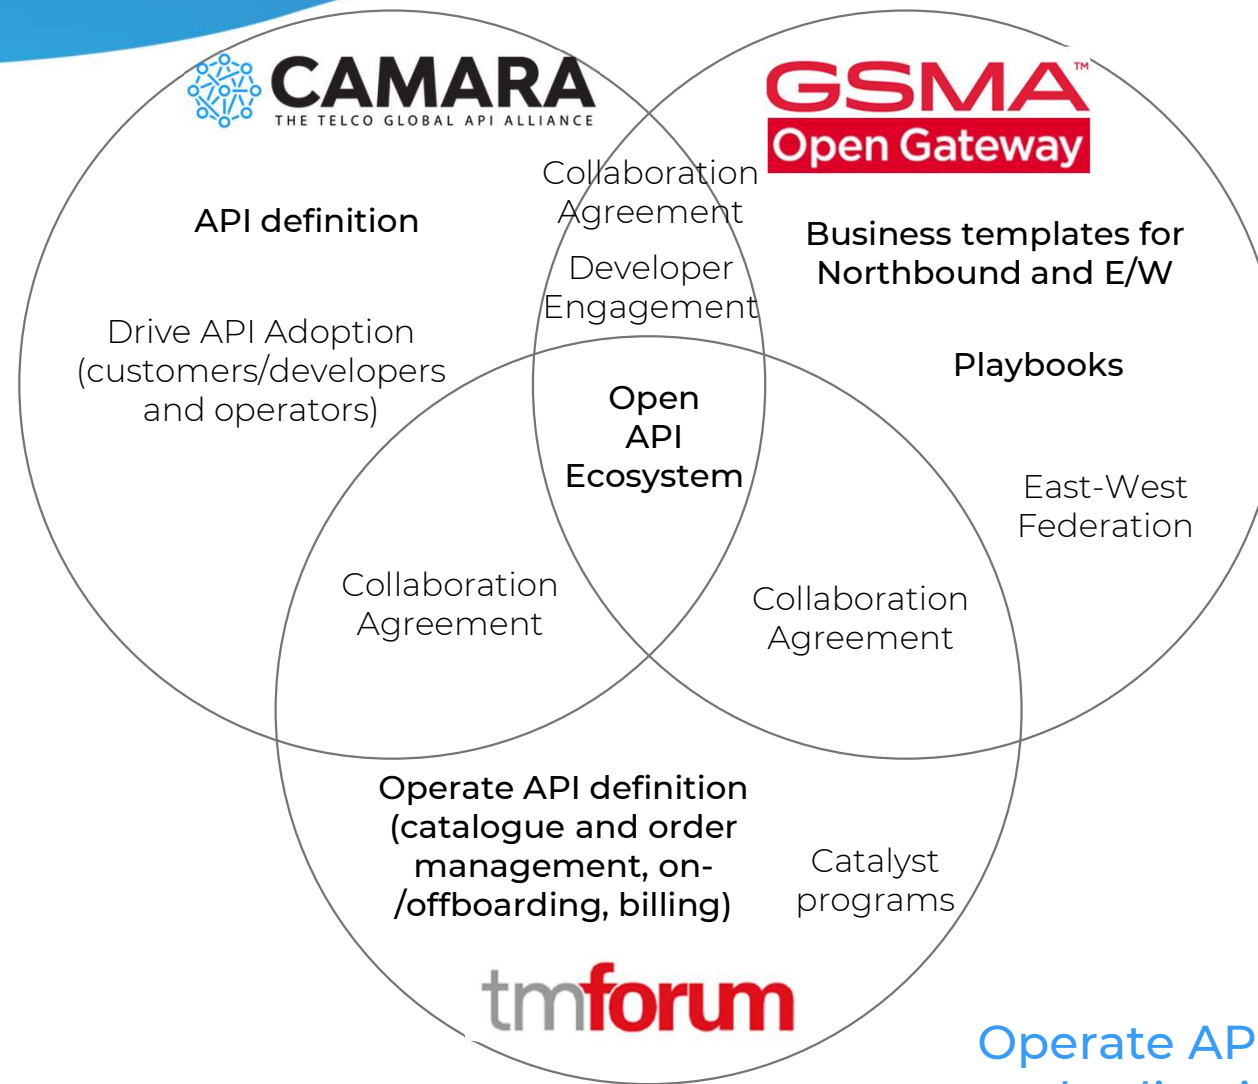 CAMARA
THE TELCO GLOBAL API ALLIANCE
GSMA™
Open Gateway
Collaboration
Agreement
Developer
Engagement
API definition
Drive API Adoption
(customers/developers
and operators)
Business templates for
Northbound and E/W
Playbooks
East-West
Federation
Open
API
Ecosystem
Collaboration
Agreement
Collaboration
Agreement
Operate API definition
(catalogue and order
management, on-
/offboarding, billing)
Catalyst
programs
tmforum
Operate AP